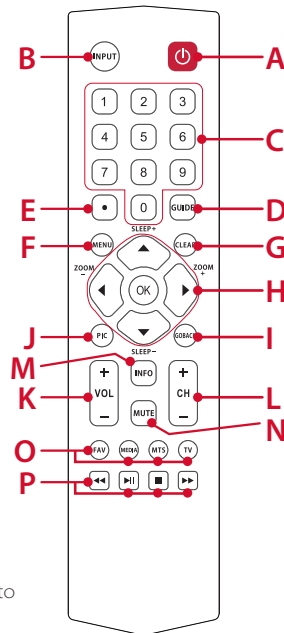 B INPUT A
1 2 3
4 5 6 C
7 8 9
E • 0 GUIDE D
SLEEP+
F MENU CLEAR G
ZOOM − ZOOM +
OK H
J PIC GOBACK I
SLEEP−
M INFO
K + VOL − + CH − L
MUTE N
O FAV MEDIA MTS TV
P
to